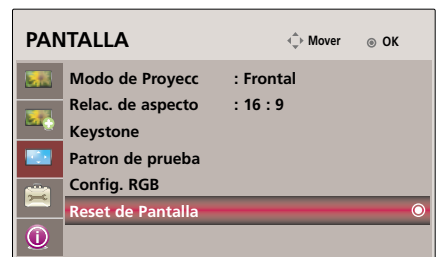 PANTALLA Mover OK
Modo de Proyecc : Frontal
Relac. de aspecto : 16 : 9
Keystone
Patron de prueba
Config. RGB
Reset de Pantalla